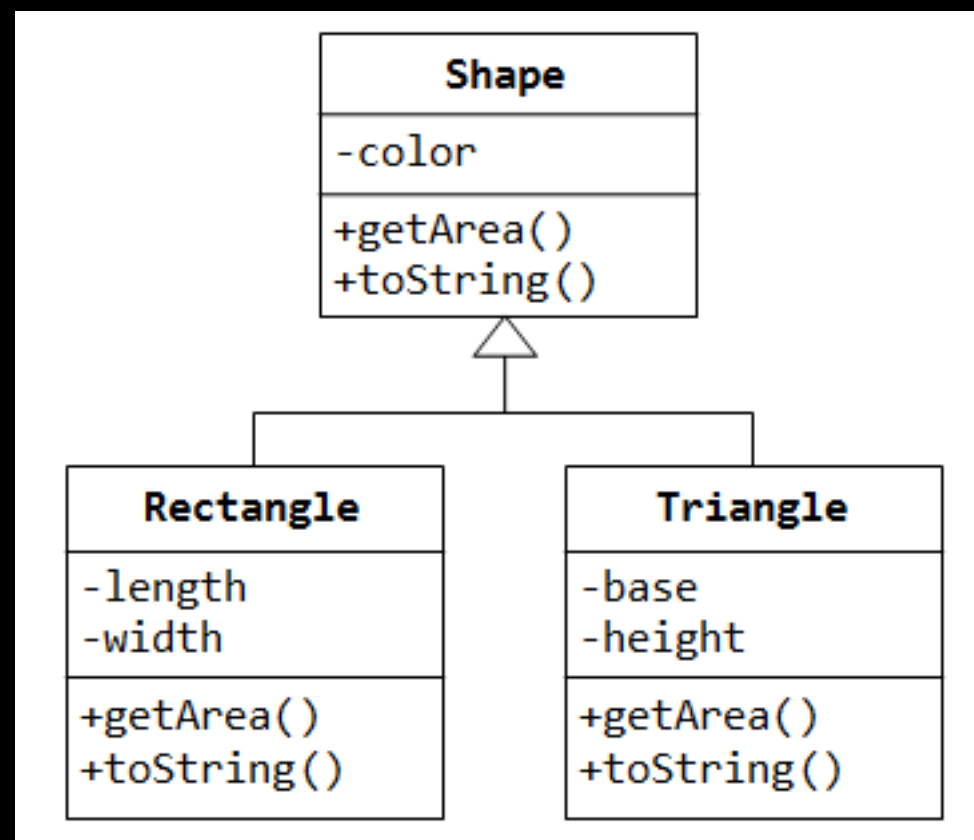 Shape
-color
+getArea()
+toString()
Rectangle
-length
-width
+getArea()
+toString()
Triangle
-base
-height
+getArea()
+toString()